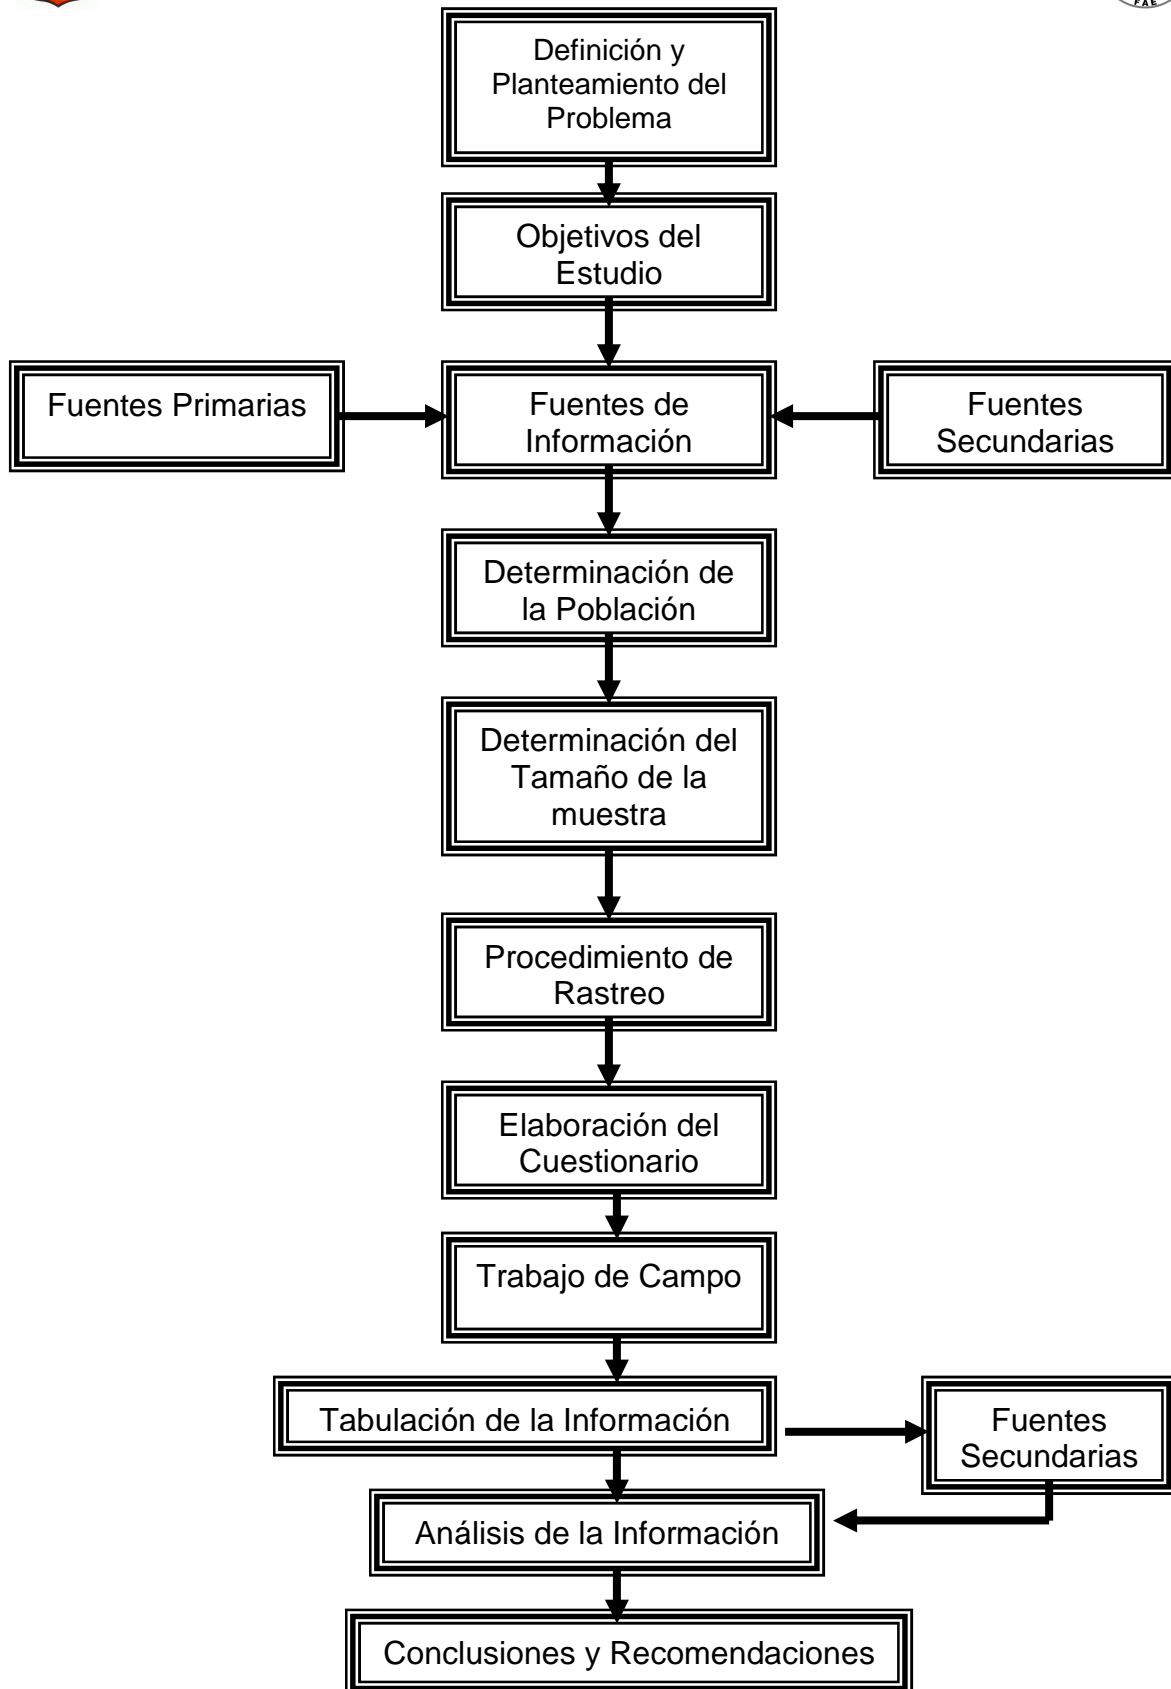 FAE
Definición y
Planteamiento del
Problema
Objetivos del
Estudio
Fuentes Primarias
Fuentes de
Información
Fuentes
Secundarias
Determinación de
la Población
Determinación del
Tamaño de la
muestra
Procedimiento de
Rastreo
Elaboración del
Cuestionario
Trabajo de Campo
Tabulación de la Información
Fuentes
Secundarias
Análisis de la Información
Conclusiones y Recomendaciones